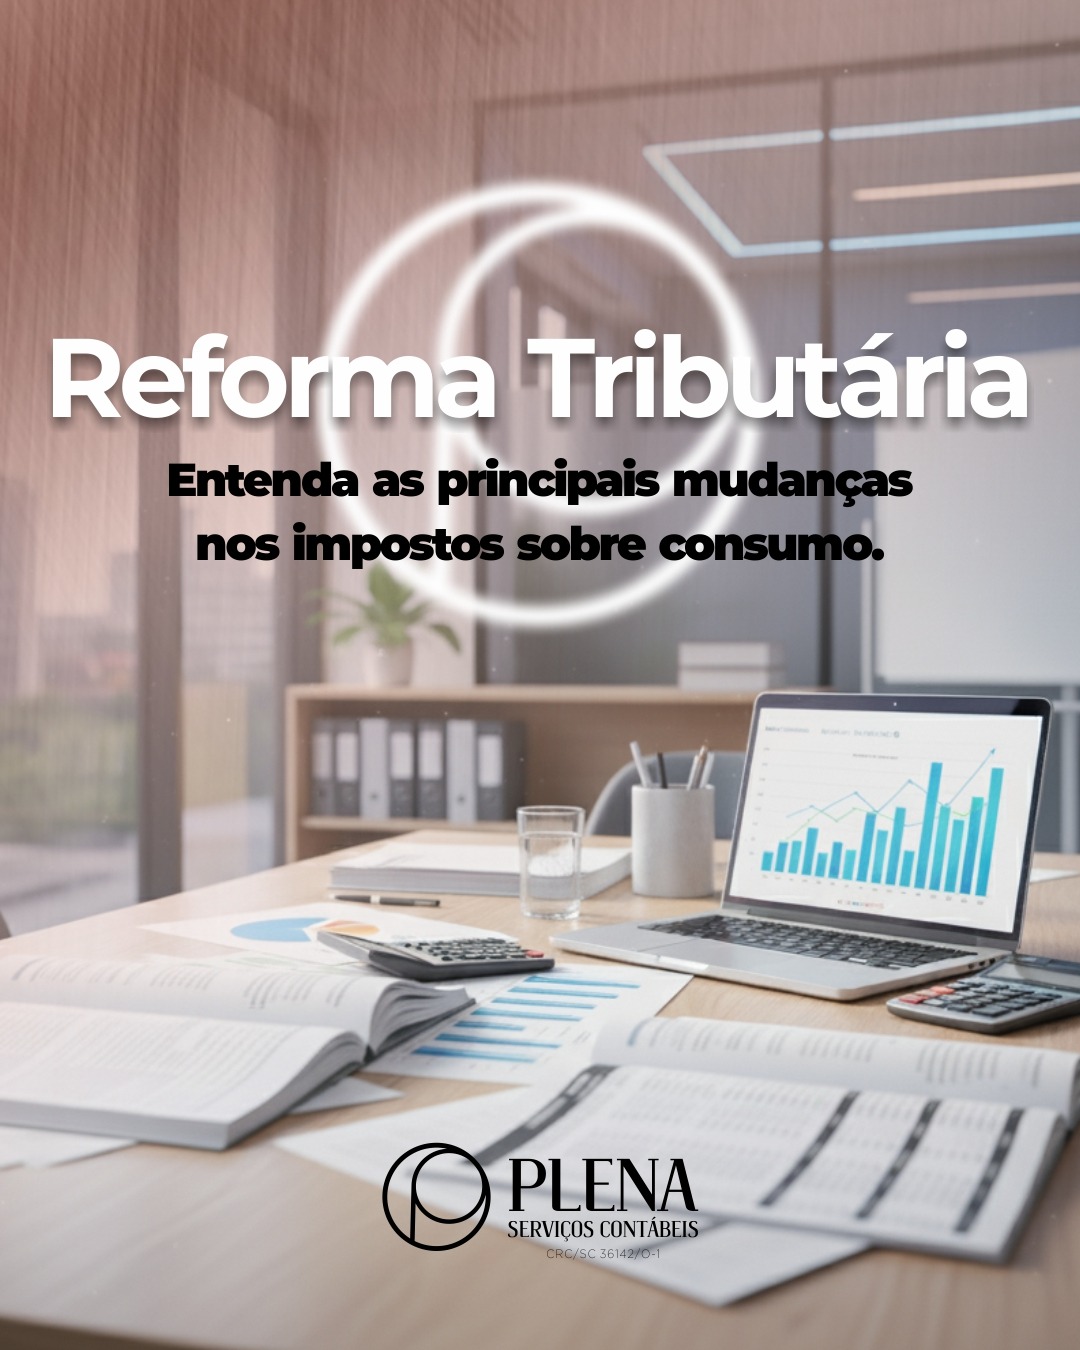 Reforma Tributária
Entenda as principais mudanças
nos impostos sobre consumo.
PLENA
SERVIÇOS CONTÁBEIS
CRC/SC 36142/O-1